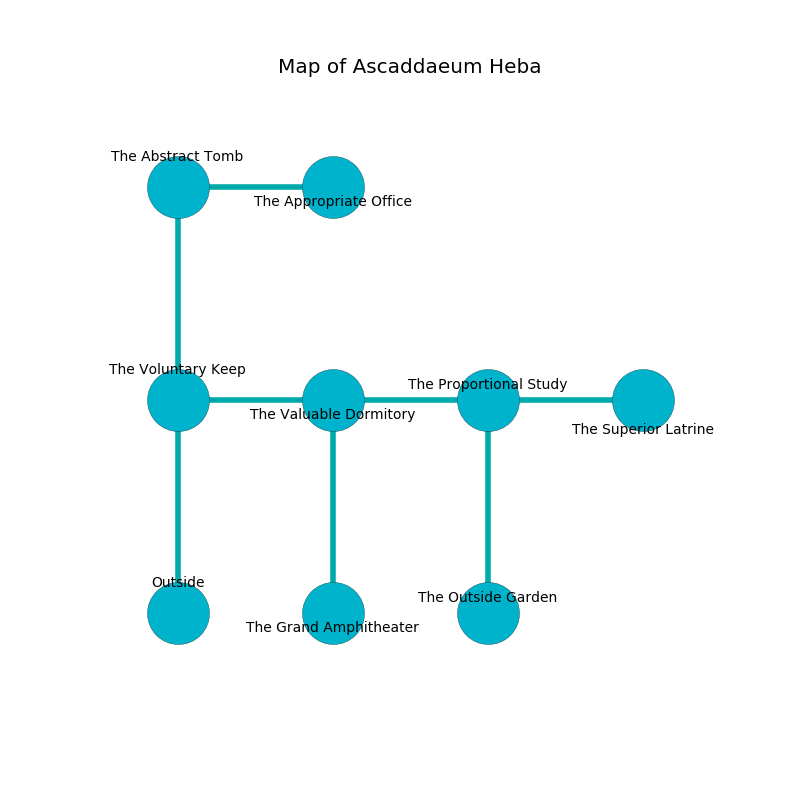 Map of Ascaddaeum Heba
The Abstract Tomb
The Appropriate Office
The Voluntary Keep
The Proportional Study
The Valuable Dormitory
The Superior Latrine
Outside
The Outside Garden
The Grand Amphitheater